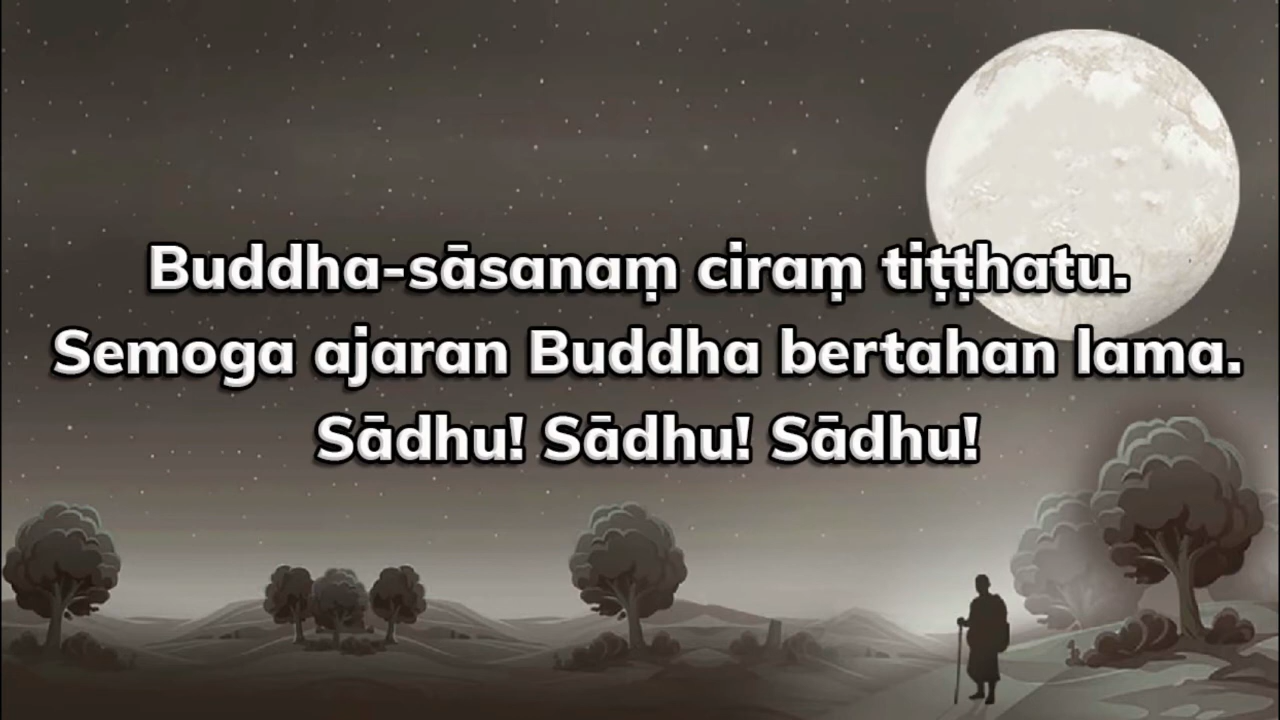 Buddha-sāsanaṃ ciraṃ tiṭṭhatu.
Semoga ajaran Buddha bertahan lama.
Sādhu! Sādhu! Sādhu!